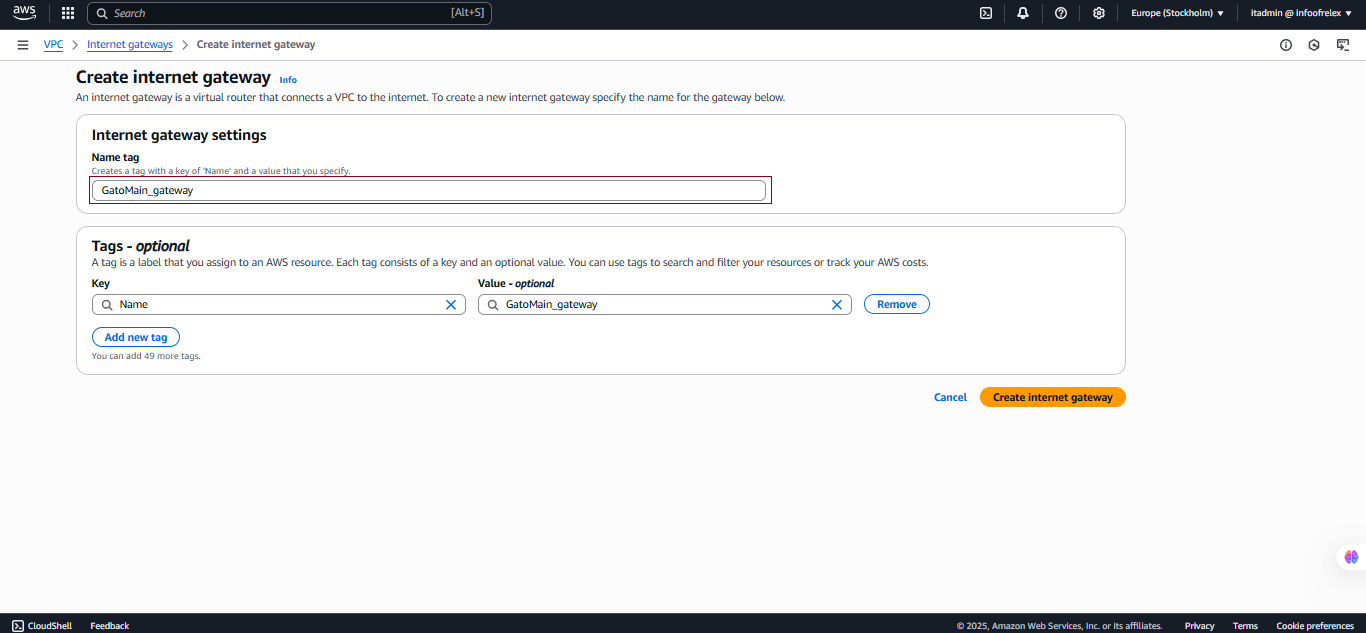 aws Search [Alt+S] Europe (Stockholm) ▼ itadmin @ infoofrelex ▼
VPC > Internet gateways > Create internet gateway
Create internet gateway Info
An internet gateway is a virtual router that connects a VPC to the internet. To create a new internet gateway specify the name for the gateway below.
Internet gateway settings
Name tag
Creates a tag with a key of 'Name' and a value that you specify.
GatoMain_gateway
Tags - optional
A tag is a label that you assign to an AWS resource. Each tag consists of a key and an optional value. You can use tags to search and filter your resources or track your AWS costs.
Key Value - optional
Name GatoMain_gateway Remove
Add new tag
You can add 49 more tags.
Cancel Create internet gateway
CloudShell Feedback © 2025, Amazon Web Services, Inc. or its affiliates. Privacy Terms Cookie preferences